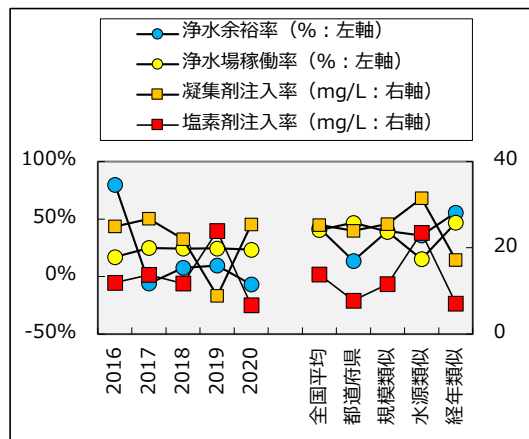 浄水余裕率（%：左軸）
浄水場稼働率（%：左軸）
凝集剤注入率（mg/L：右軸）
塩素剤注入率（mg/L：右軸）
100%
50%
0%
-50%
40
20
0
2016
2017
2018
2019
2020
全国平均
都道府県
規模類似
水源類似
経年類似